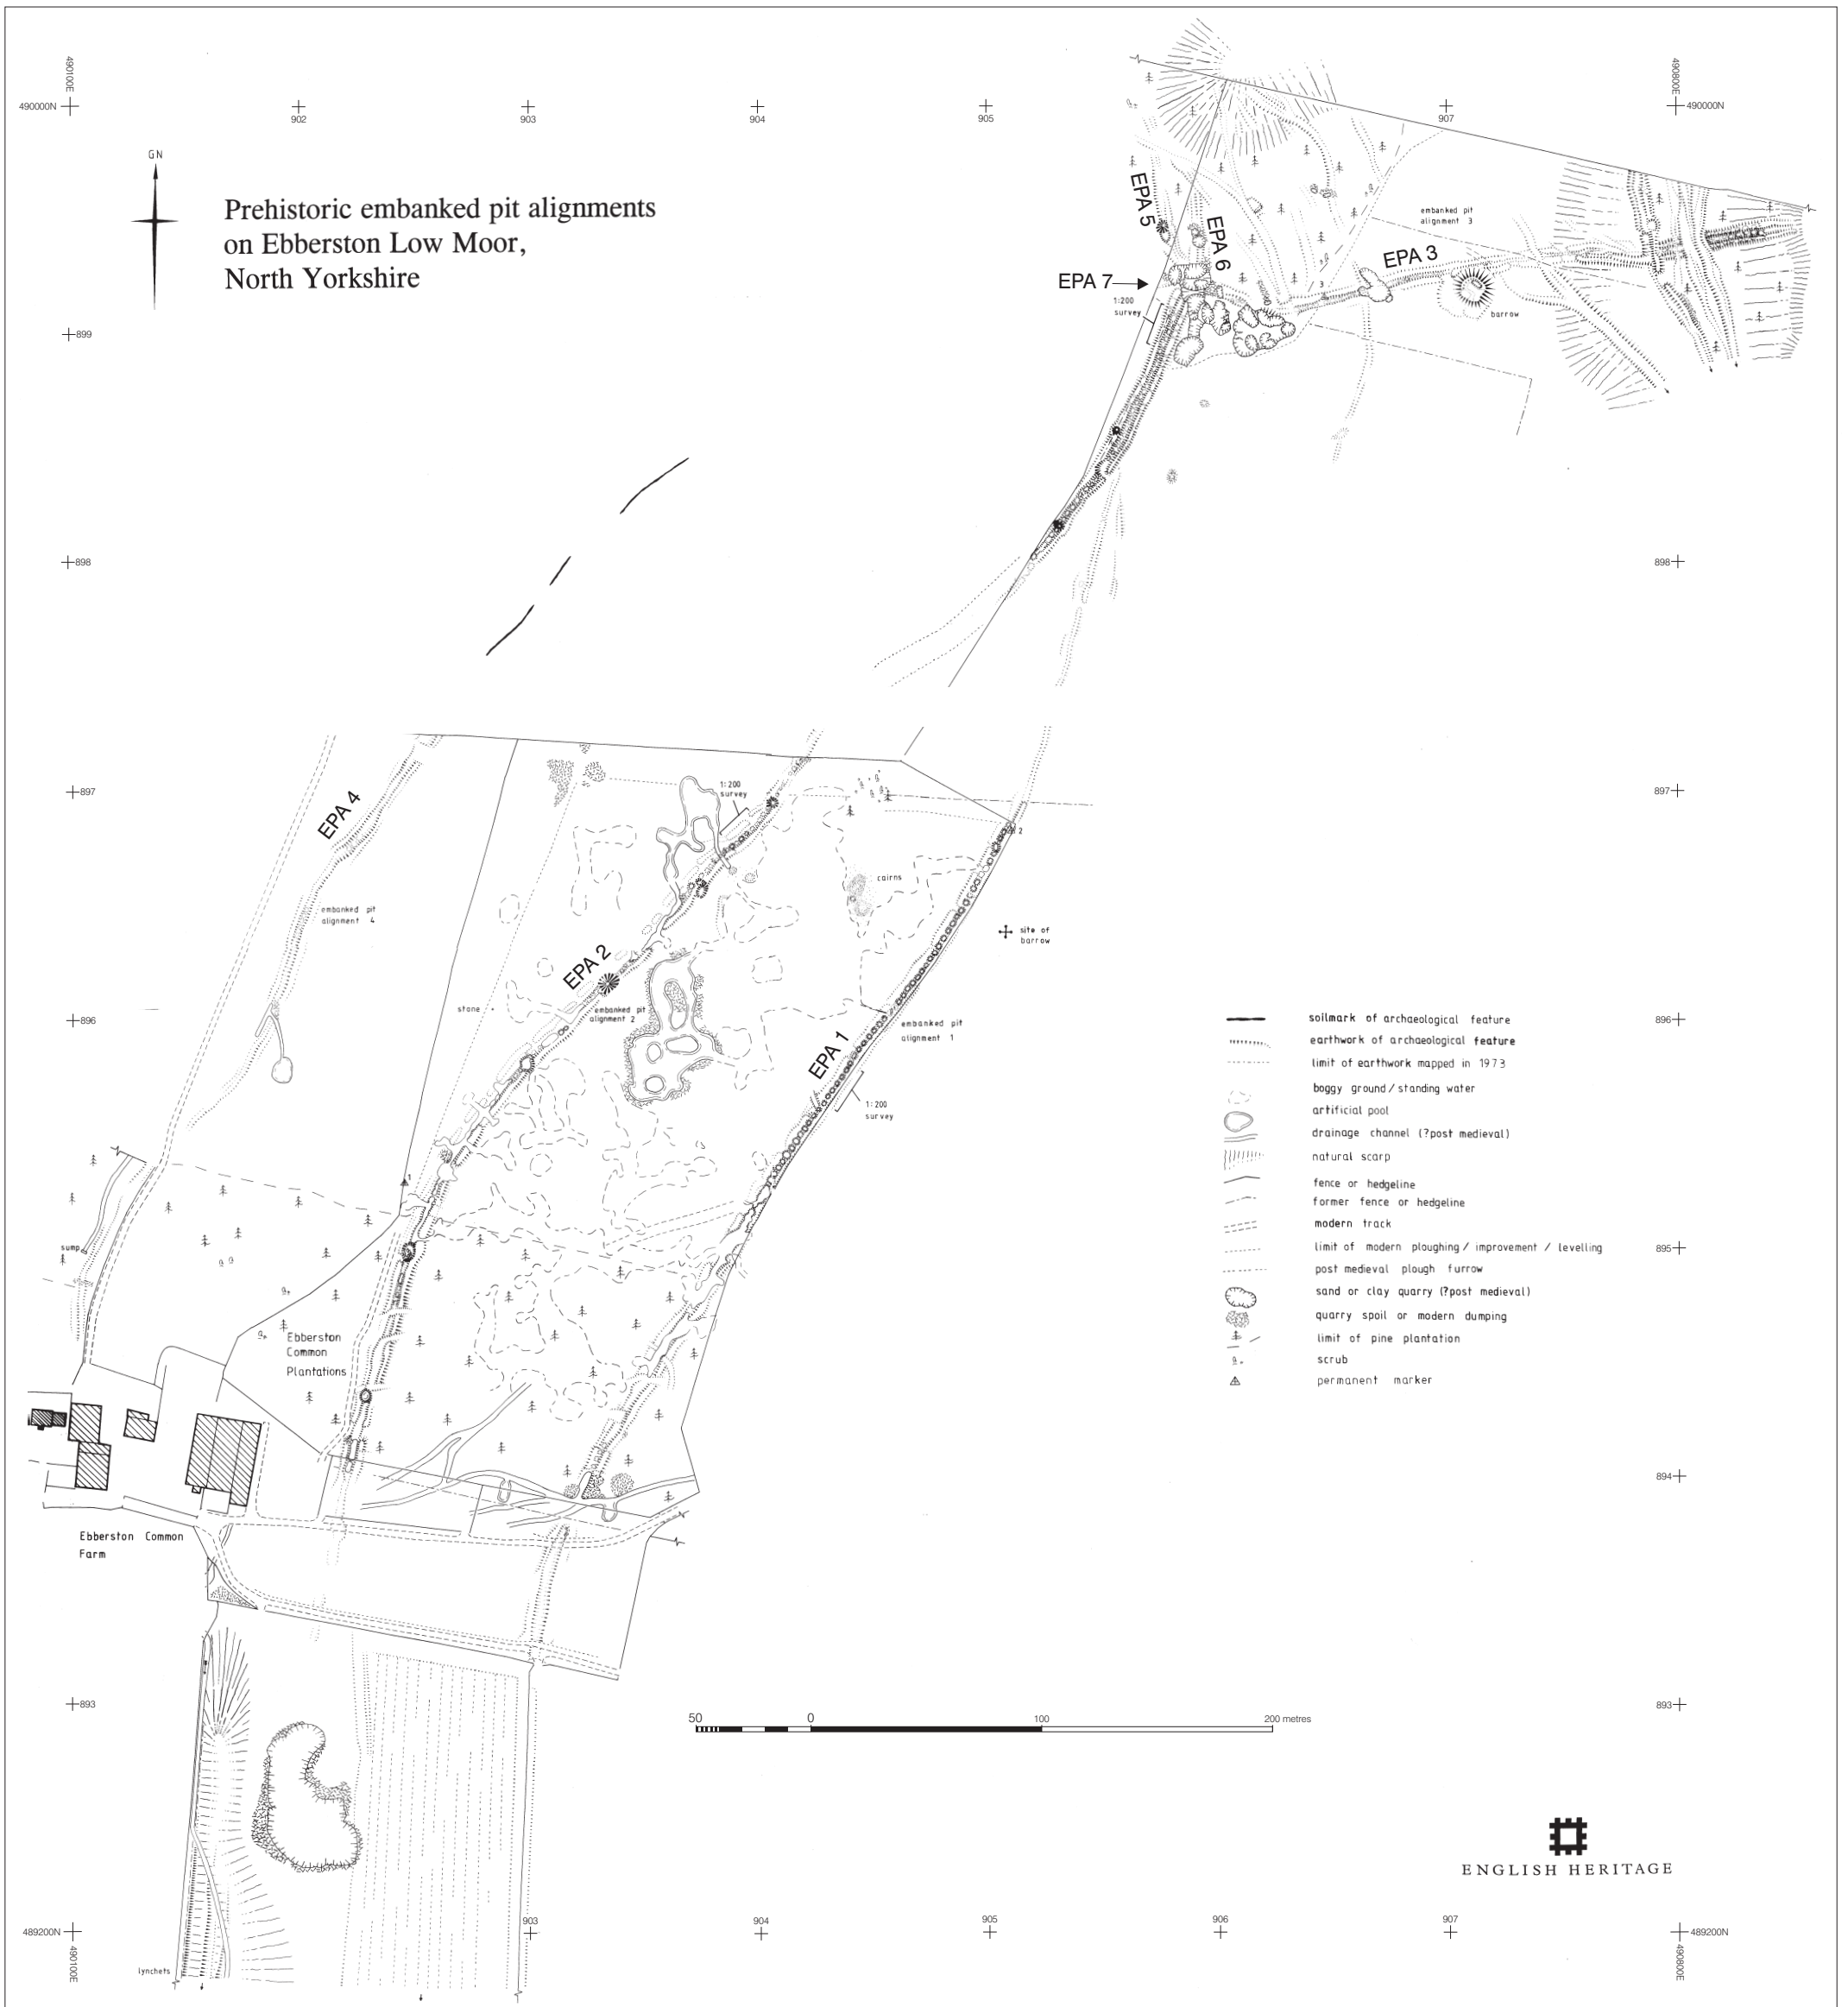 490100E
490800E
490000N
902
903
904
905
907
490000N
GN
Prehistoric embanked pit alignments
on Ebberston Low Moor,
North Yorkshire
EPA 5
EPA 6
embanked pit
alignment 3
EPA 3
EPA 7
1:200
survey
3
barrow
899
898
898
897
897
1:200
survey
EPA 4
2
cairns
embanked pit
alignment 4
site of
barrow
EPA 2
stone
embanked pit
alignment 2
896
896
embanked pit
alignment 1
EPA 1
1:200
survey
soilmark of archaeological feature
earthwork of archaeological feature
limit of earthwork mapped in 1973
boggy ground/standing water
artificial pool
drainage channel (?post medieval)
natural scarp
fence or hedgeline
former fence or hedgeline
modern track
limit of modern ploughing / improvement / levelling
post medieval plough furrow
sand or clay quarry (?post medieval)
quarry spoil or modern dumping
limit of pine plantation
scrub
permanent marker
1
sump
895
Ebberston
Common
Plantations
894
Ebberston Common
Farm
893
893
50
0
100
200 metres
ENGLISH HERITAGE
489200N
903
904
905
906
907
489200N
490100E
490800E
lynchets